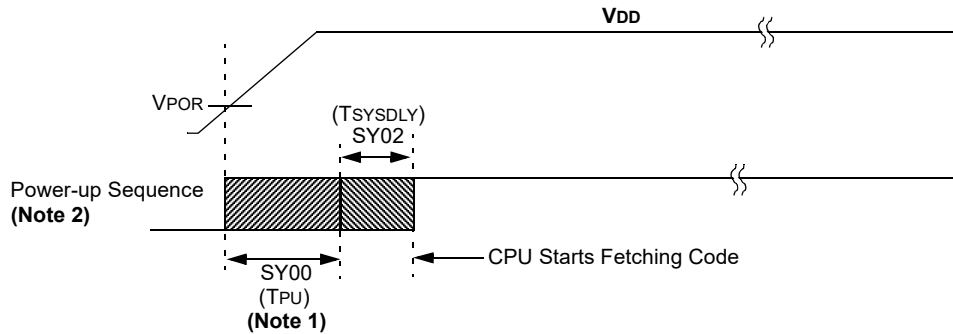 VDD
VPOR
(TSYSDLY)
SY02
Power-up Sequence
(Note 2)
CPU Starts Fetching Code
SY00
(TPU)
(Note 1)